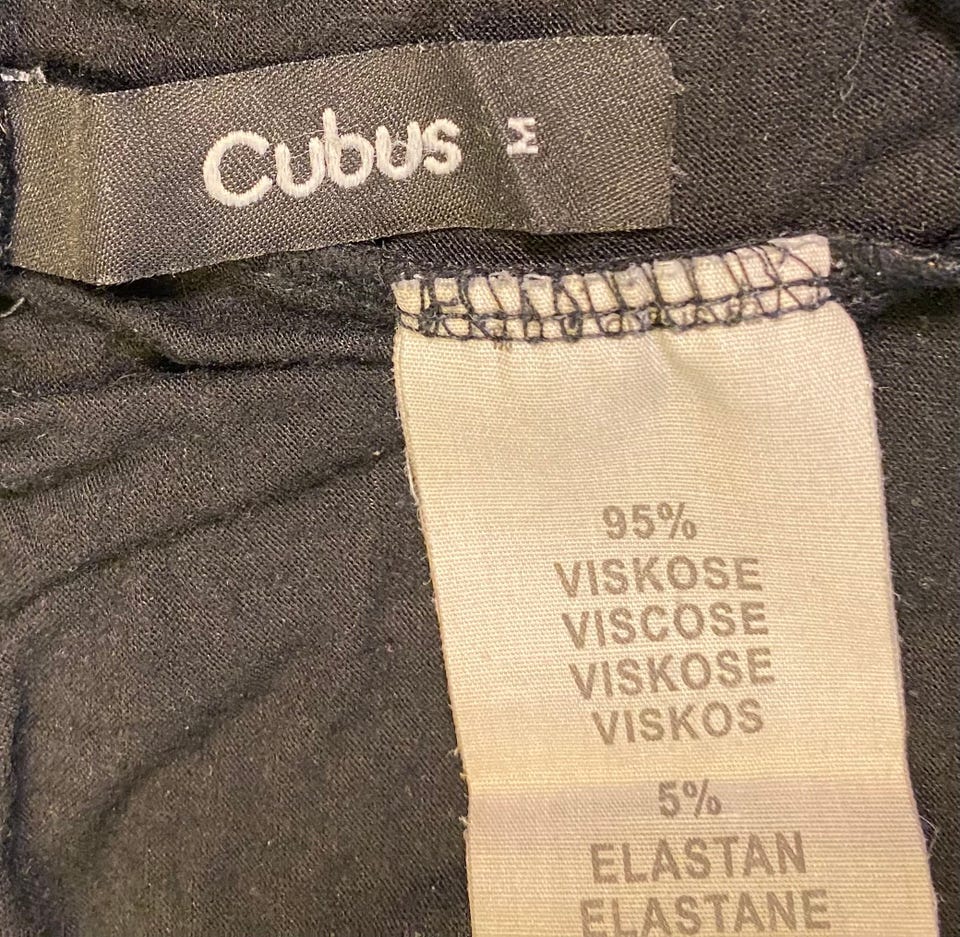 Cubus M
95%
VISKOSE
VISCOSE
VISKOSE
VISKOS
5%
ELASTAN
ELASTANE